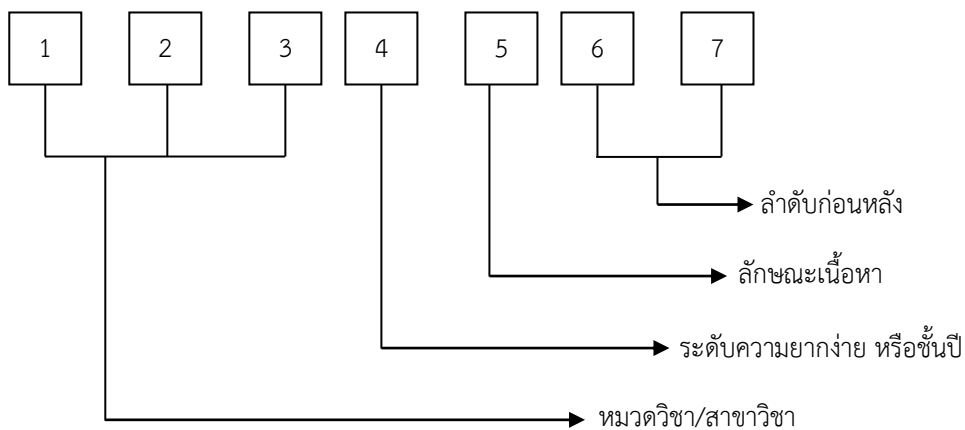 1 2 3 4 5 6 7
ลำดับก่อนหลัง
ลักษณะเนื้อหา
ระดับความยากง่าย หรือชั้นปี
หมวดวิชา/สาขาวิชา